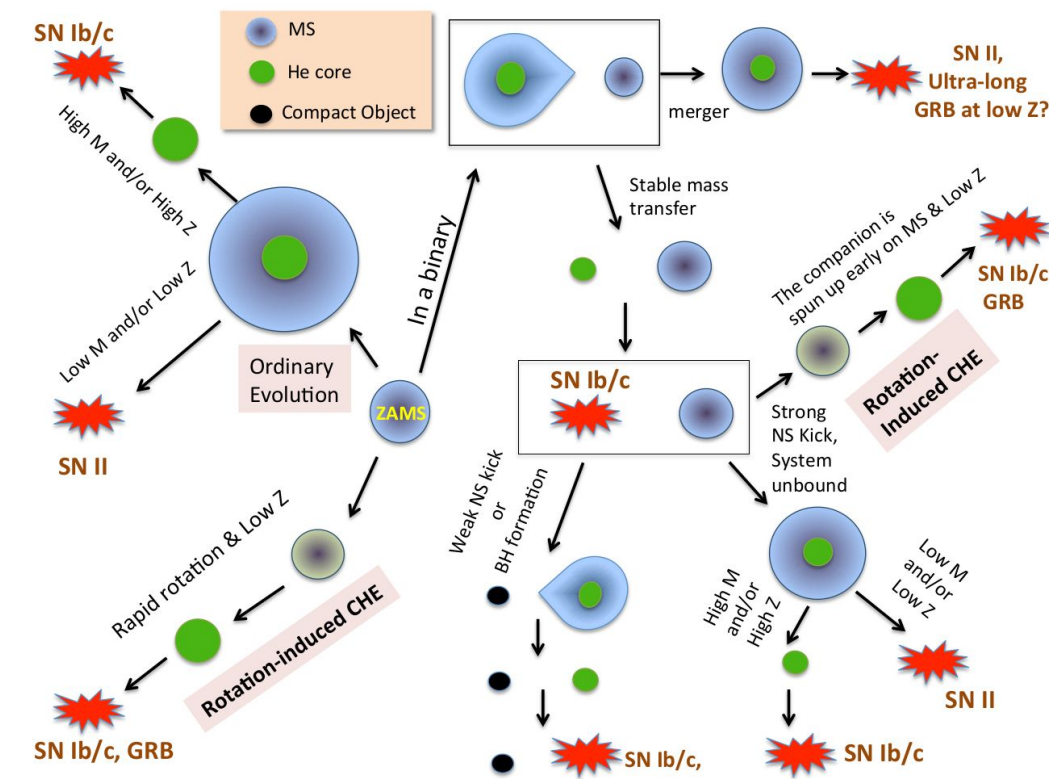 SN Ib/c
MS
He core
Compact Object
High M and/or High Z
Low M and/or Low Z
SN II
Ordinary
Evolution
ZAMS
In a binary
merger
SN II,
Ultra-long
GRB at low Z?
Stable mass
transfer
SN Ib/c
The companion is
spun up early on MS & Low Z
SN Ib/c
GRB
Rotation-
Induced CHE
Strong
NS Kick,
System
unbound
Weak NS kick
or
BH formation
High M
and/or
High Z
Low M
and/or
Low Z
SN II
SN Ib/c
SN Ib/c,
Rapid rotation & Low Z
Rotation-induced CHE
SN Ib/c, GRB